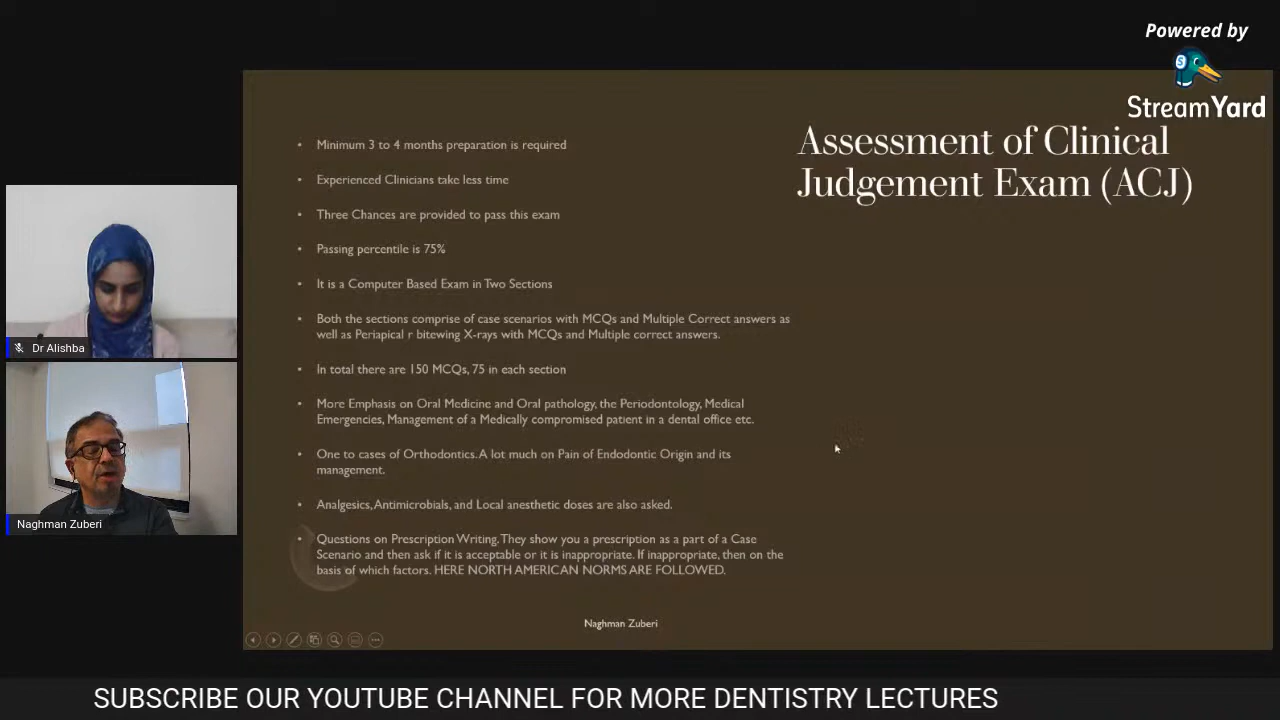 Powered by
StreamYard
Assessment of Clinical
Judgement Exam (ACJ)
• Minimum 3 to 4 months preparation is required
• Experienced Clinicians take less time
• Three Chances are provided to pass this exam
• Passing percentile is 75%
• It is a Computer Based Exam in Two Sections
• Both the sections comprise of case scenarios with MCQs and Multiple Correct answers as
well as Periapical r bitewing X-rays with MCQs and Multiple correct answers.
• In total there are 150 MCQs, 75 in each section
• More Emphasis on Oral Medicine and Oral pathology, the Periodontology, Medical
Emergencies, Management of a Medically compromised patient in a dental office etc.
• One to cases of Orthodontics. A lot much on Pain of Endodontic Origin and its
management.
• Analgesics, Antimicrobials, and Local anesthetic doses are also asked.
• Questions on Prescription Writing. They show you a prescription as a part of a Case
Scenario and then ask if it is acceptable or it is inappropriate. If inappropriate, then on the
basis of which factors. HERE NORTH AMERICAN NORMS ARE FOLLOWED.
Naghman Zuberi
Dr Alishba
Naghman Zuberi
SUBSCRIBE OUR YOUTUBE CHANNEL FOR MORE DENTISTRY LECTURES